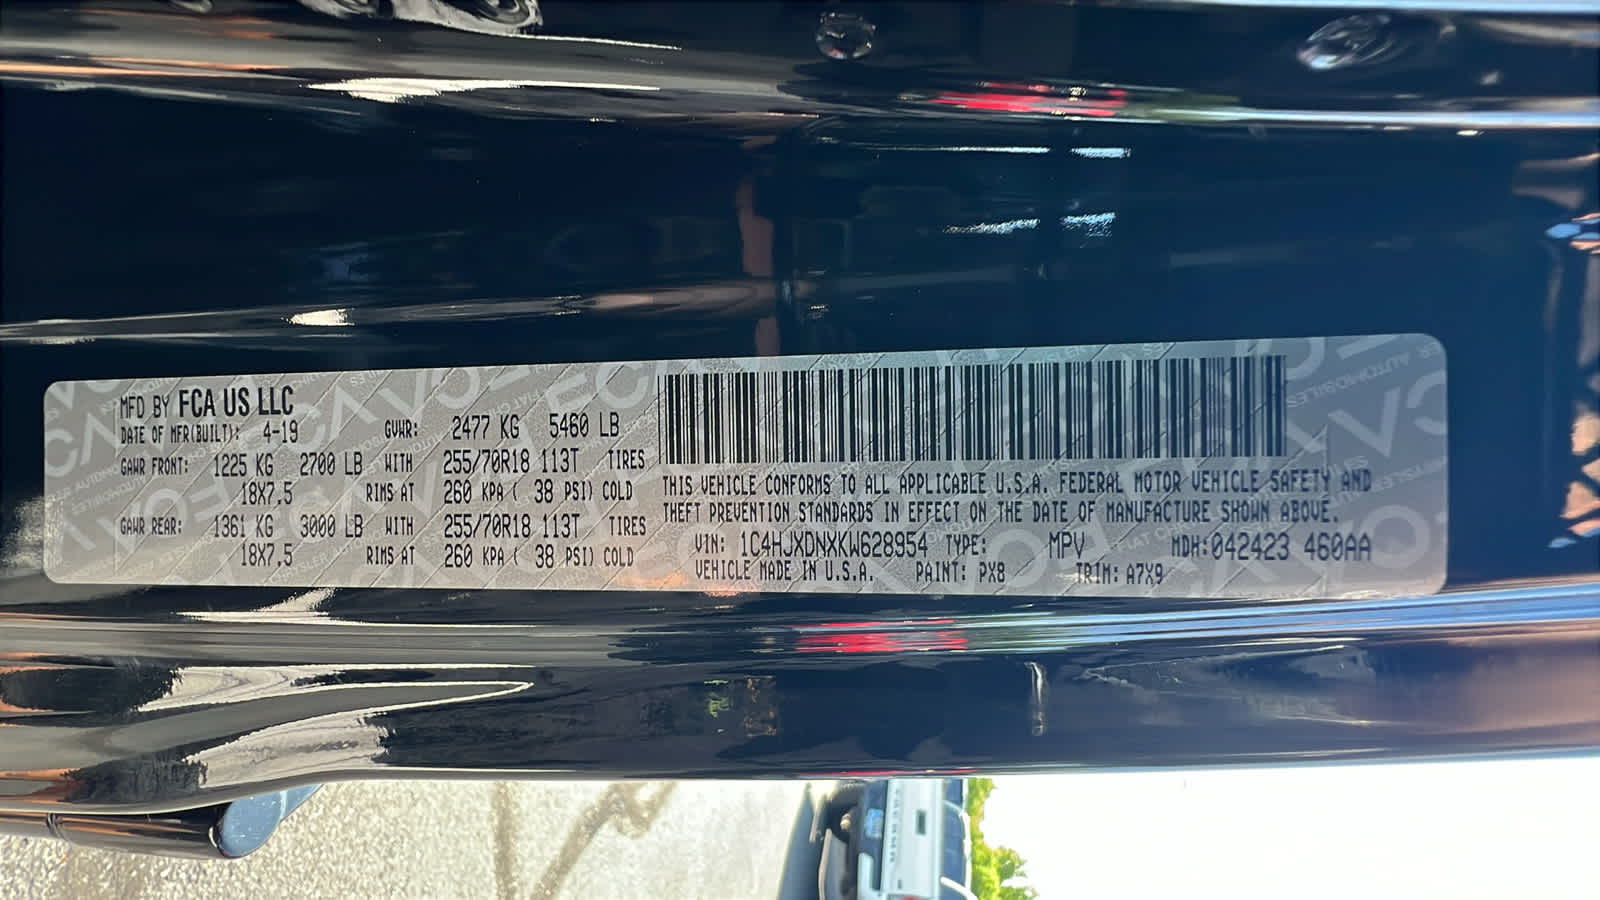 MFD BY FCA US LLC
DATE OF MFR(BUILT): 4-19 GVWR: 2477 KG 5460 LB
GAWR FRONT: 1225 KG 2700 LB WITH 255/70R18 113T TIRES
18X7.5 RIMS AT 260 KPA ( 38 PSI) COLD
GAWR REAR: 1361 KG 3000 LB WITH 255/70R18 113T TIRES
18X7.5 RIMS AT 260 KPA ( 38 PSI) COLD
THIS VEHICLE CONFORMS TO ALL APPLICABLE U.S.A. FEDERAL MOTOR VEHICLE SAFETY AND
THEFT PREVENTION STANDARDS IN EFFECT ON THE DATE OF MANUFACTURE SHOWN ABOVE.
VIN: 1C4HJXDNXKW628954 TYPE: MPV MDH:042423 460AA
VEHICLE MADE IN U.S.A. PAINT: PX8 TRIM: A7X9